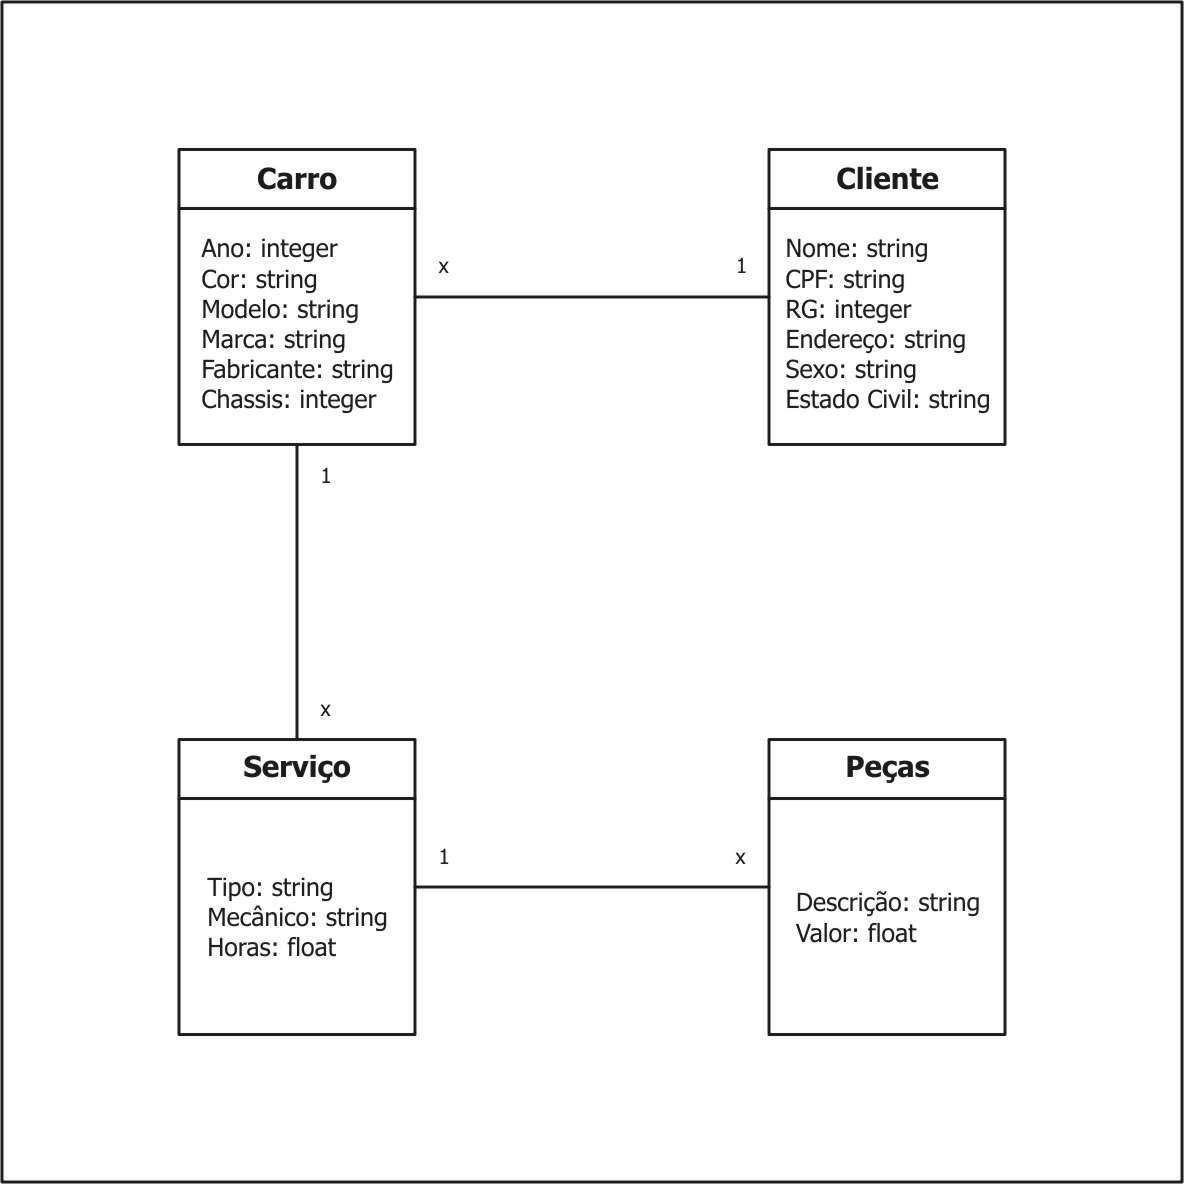 Carro
Ano: integer
Cor: string
Modelo: string
Marca: string
Fabricante: string
Chassis: integer
x
1
Cliente
Nome: string
CPF: string
RG: integer
Endereço: string
Sexo: string
Estado Civil: string
1
x
Serviço
Tipo: string
Mecânico: string
Horas: float
1
x
Peças
Descrição: string
Valor: float